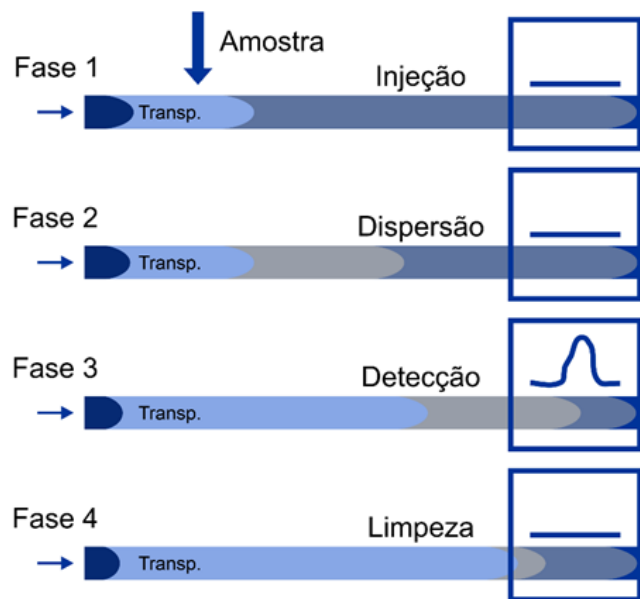 Amostra
Fase 1
Injeção
Transp.
Fase 2
Dispersão
Transp.
Fase 3
Detecção
Transp.
Fase 4
Limpeza
Transp.